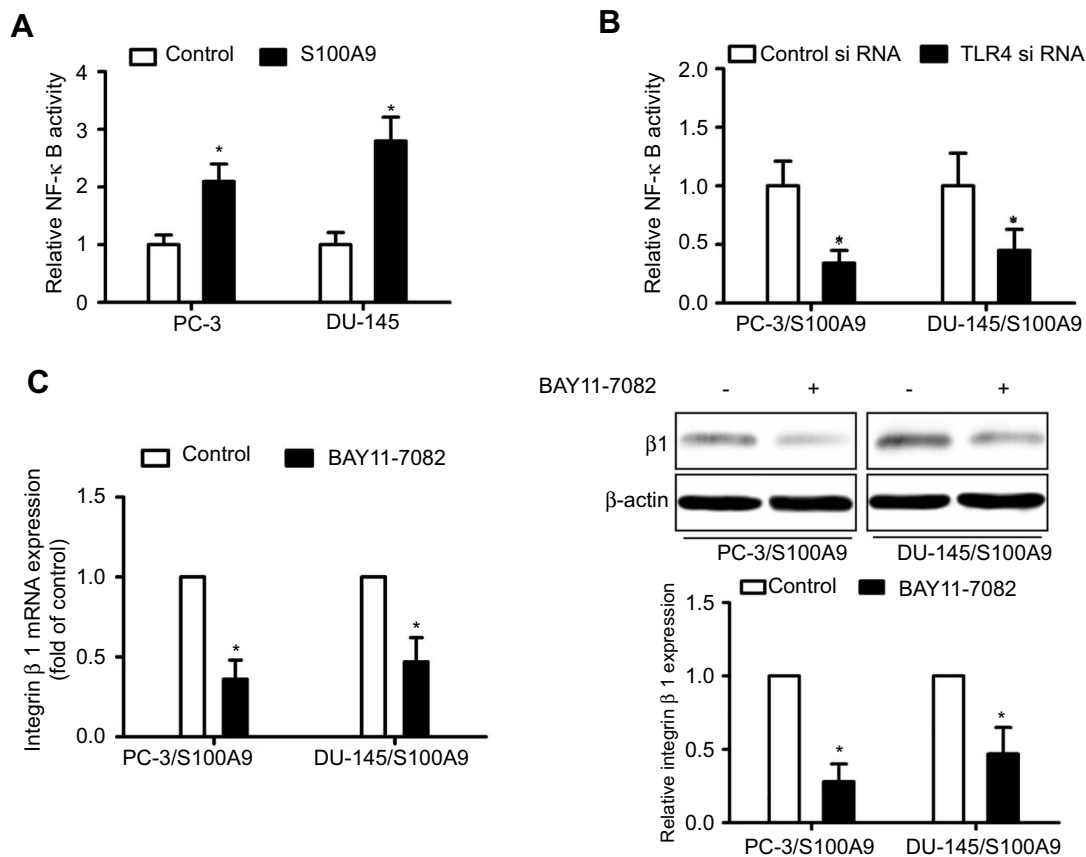 A
Control S100A9
Relative NF-κ B activity
4
3
2
1
0
PC-3 DU-145
B
Control si RNA TLR4 si RNA
Relative NF-κ B activity
2.0
1.5
1.0
0.5
0.0
PC-3/S100A9 DU-145/S100A9
C
Control BAY11-7082
Integrin β 1 mRNA expression
(fold of control)
1.5
1.0
0.5
0.0
PC-3/S100A9 DU-145/S100A9
BAY11-7082 - + - +
β1
β-actin
PC-3/S100A9 DU-145/S100A9
Control BAY11-7082
Relative integrin β 1 expression
1.5
1.0
0.5
0.0
PC-3/S100A9 DU-145/S100A9